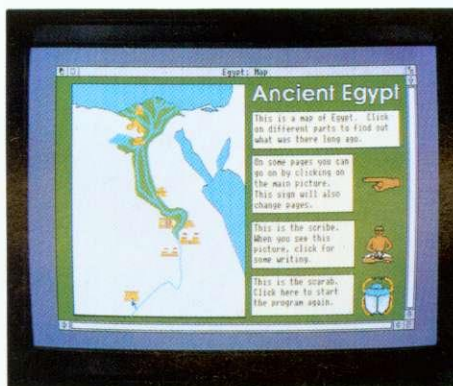 Egypt: Map
Ancient Egypt
This is a map of Egypt. Click
on different parts to find out
what was there long ago.
On some pages you can
go on by clicking on
the main picture.
This sign will also
change pages.
This is the scribe.
When you see this
picture, click for
some writing.
This is the scarab.
Click here to start
the program again.